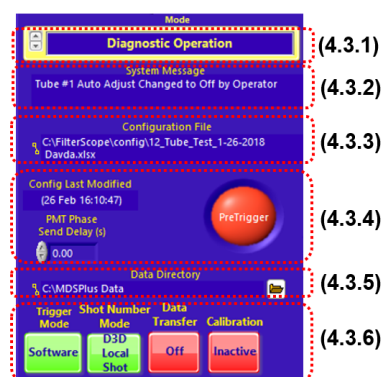 Mode
Diagnostic Operation
(4.3.1)
System Message
Tube #1 Auto Adjust Changed to Off by Operator
(4.3.2)
Configuration File
C:\FilterScope\config\12_Tube_Test_1-26-2018
Davda.xlsx
(4.3.3)
Config Last Modified
(26 Feb 16:10:47)
PMT Phase
Send Delay (s)
0.00
PreTrigger
(4.3.4)
Data Directory
C:\MDSPlus Data
(4.3.5)
Trigger Mode
Shot Number Mode
Data Transfer
Calibration
Software
D3D Local Shot
Off
Inactive
(4.3.6)